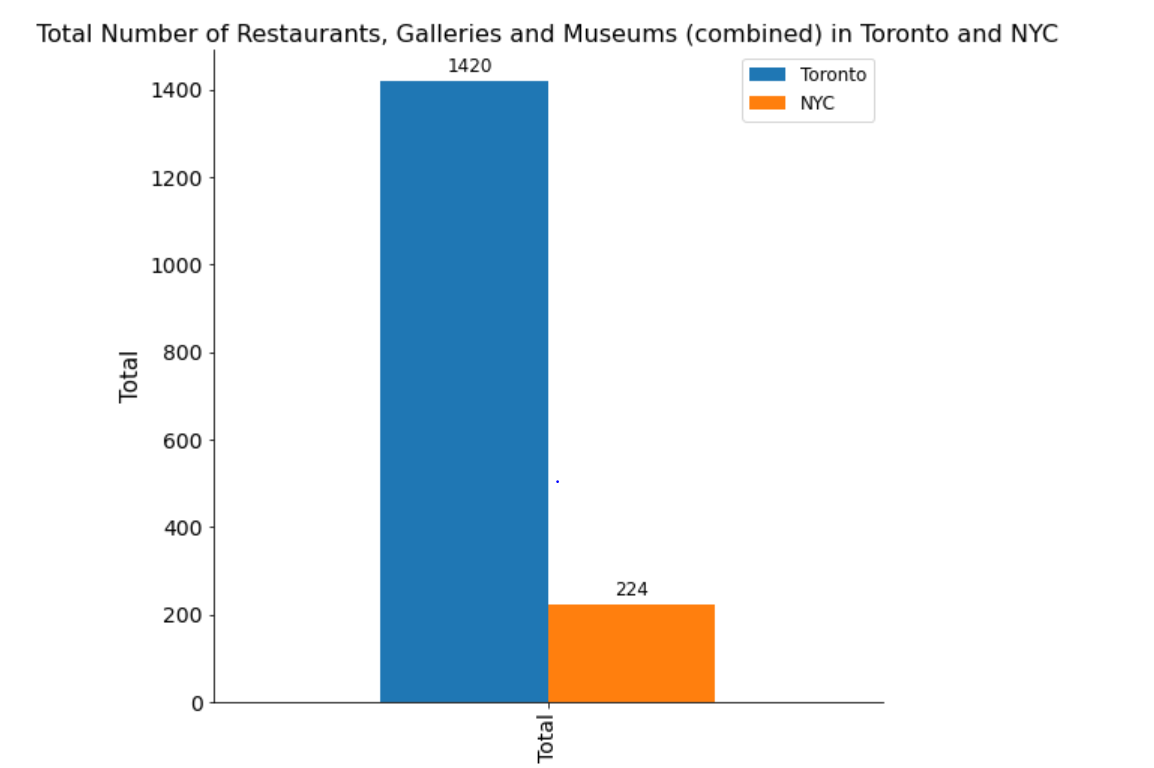 Total Number of Restaurants, Galleries and Museums (combined) in Toronto and NYC
1420
Toronto
NYC
1400
1200
1000
800
600
400
200
0
Total
224
Total